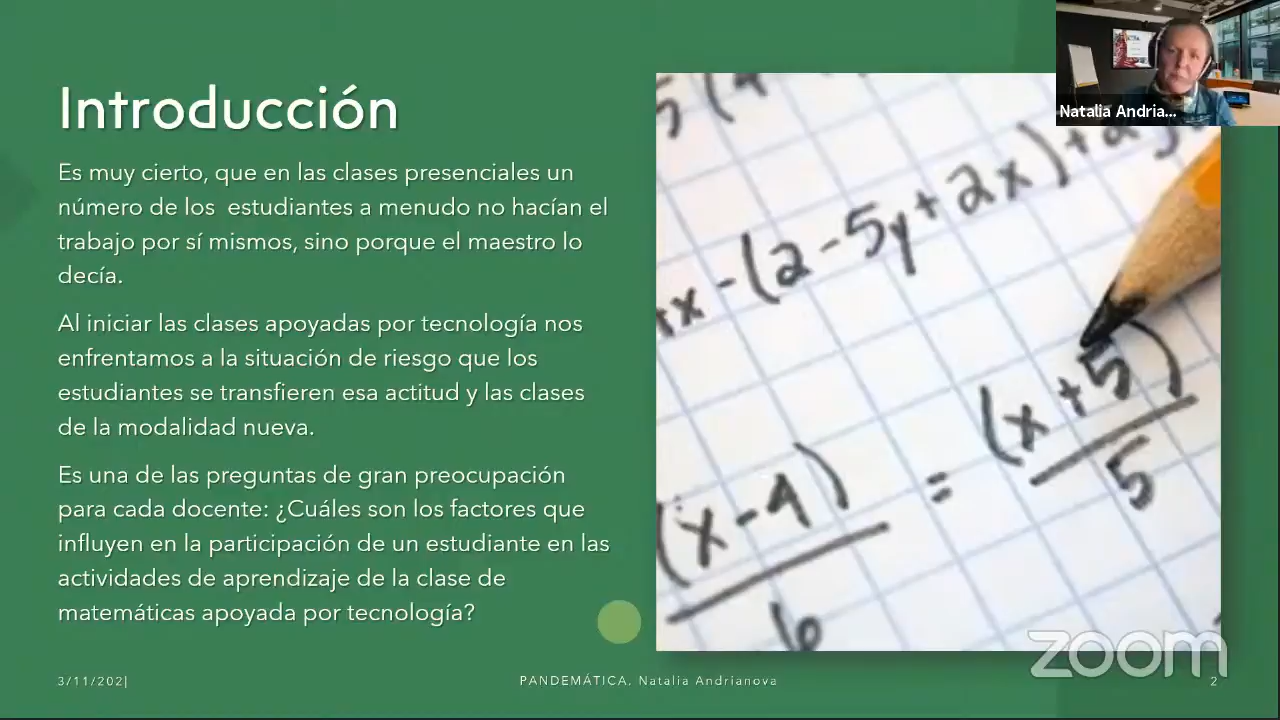 Introducción
Es muy cierto, que en las clases presenciales un
número de los estudiantes a menudo no hacían el
trabajo por sí mismos, sino porque el maestro lo
decía.
Al iniciar las clases apoyadas por tecnología nos
enfrentamos a la situación de riesgo que los
estudiantes se transfieren esa actitud y las clases
de la modalidad nueva.
Es una de las preguntas de gran preocupación
para cada docente: ¿Cuáles son los factores que
influyen en la participación de un estudiante en las
actividades de aprendizaje de la clase de
matemáticas apoyada por tecnología?
Natalia Andria...
x-(2-5y+2x)+2
(x-4)
6
=
(x+5)
5
zoom
3/11/202|
PANDEMÁTICA. Natalia Andrianova
2